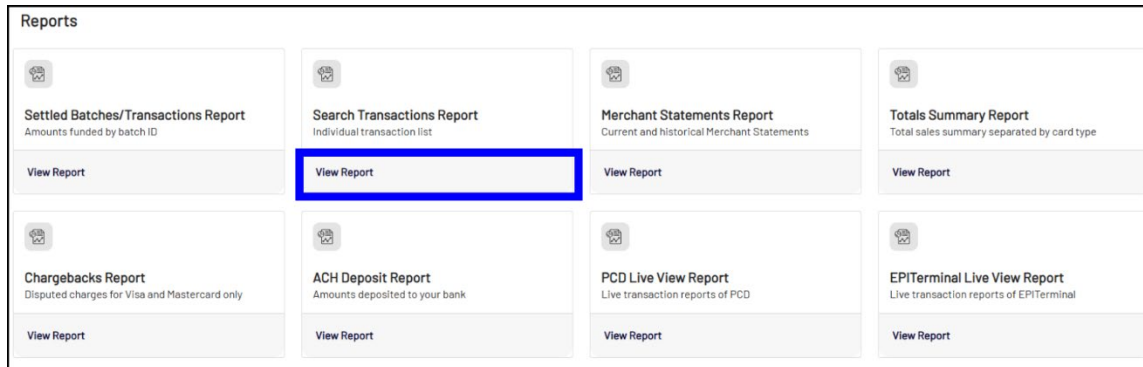 Reports
Settled Batches/Transactions Report
Amounts funded by batch ID
View Report
Search Transactions Report
Individual transaction list
View Report
Merchant Statements Report
Current and historical Merchant Statements
View Report
Totals Summary Report
Total sales summary separated by card type
View Report
Chargebacks Report
Disputed charges for Visa and Mastercard only
View Report
ACH Deposit Report
Amounts deposited to your bank
View Report
PCD Live View Report
Live transaction reports of PCD
View Report
EPITerminal Live View Report
Live transaction reports of EPITerminal
View Report